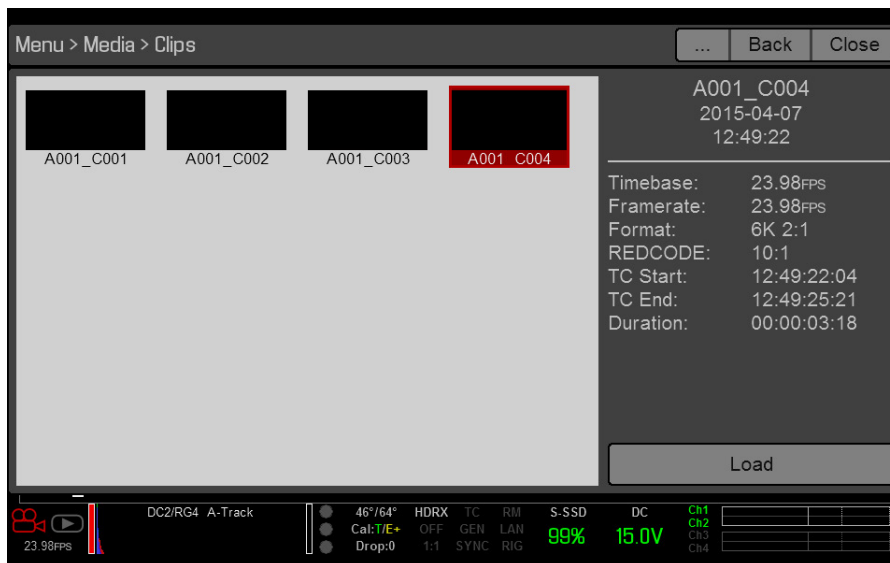 Menu > Media > Clips
... Back Close
A001_C001 A001_C002 A001_C003 A001 C004
A001_C004
2015-04-07
12:49:22
Timebase: 23.98FPS
Framerate: 23.98FPS
Format: 6K 2:1
REDCODE: 10:1
TC Start: 12:49:22:04
TC End: 12:49:25:21
Duration: 00:00:03:18
Load
DC2/RG4 A-Track 46°/64° HDRX TC RM S-SSD DC Ch1
Cal:T/E+ OFF GEN LAN 99% 15.0V Ch2
Ch3
23.98FPS Drop:0 1:1 SYNC RIG Ch4